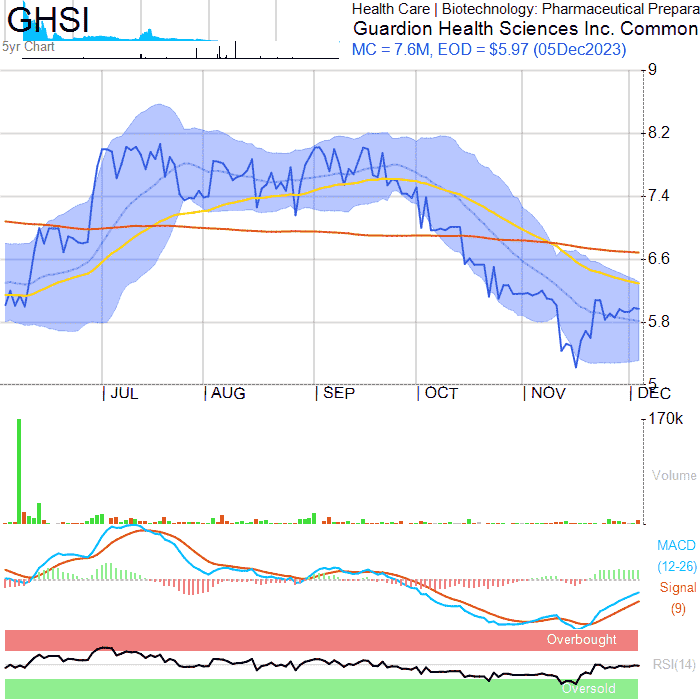 GHSI
Health Care | Biotechnology: Pharmaceutical Prepara
Guardion Health Sciences Inc. Common
5yr Chart
MC = 7.6M, EOD = $5.97 (05Dec2023)
9
8.2
7.4
6.6
5.8
5
JUL AUG SEP OCT NOV DEC
170k
Volume
MACD
(12-26)
Signal
(9)
Overbought
RSI(14)
Oversold